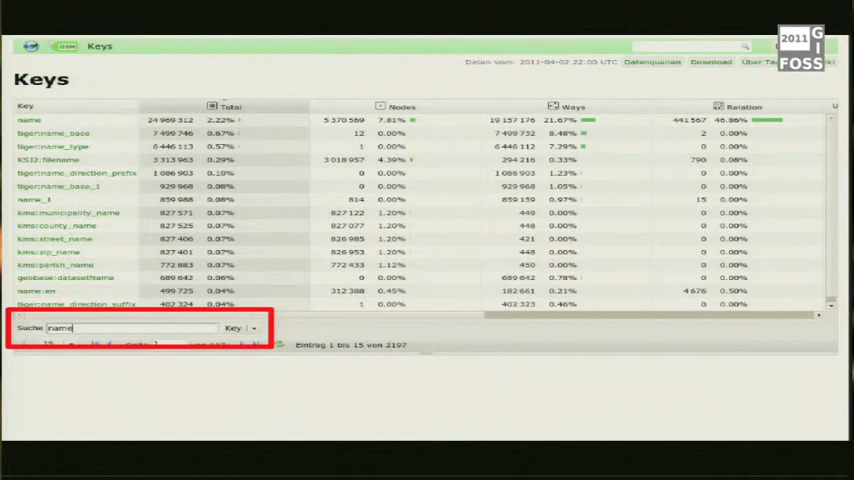 2011 G
I
FOSS
OSM Keys
Daten vom: 2011-04-02 22:00 UTC Datenquellen Download
Keys
Key Total Nodes Ways Relation U
name 24 969 312 2.22% 5 370 569 7.81% 19 157 176 21.67% 441 567 46.86%
tiger:name_base 7 499 746 0.67% 12 0.00% 7 499 732 8.48% 2 0.00%
tiger:name_type 6 446 113 0.57% 1 0.00% 6 446 112 7.29% 0 0.00%
KSJ2:filename 3 313 963 0.29% 3 018 957 4.39% 294 216 0.33% 790 0.08%
tiger:name_direction_prefix 1 086 903 0.10% 0 0.00% 1 086 903 1.23% 0 0.00%
tiger:name_base_1 929 968 0.08% 0 0.00% 929 968 1.05% 0 0.00%
name_1 859 988 0.08% 814 0.00% 859 159 0.97% 15 0.00%
kms:municipality_name 827 571 0.07% 827 122 1.20% 449 0.00% 0 0.00%
kms:county_name 827 525 0.07% 827 077 1.20% 448 0.00% 0 0.00%
kms:street_name 827 406 0.07% 826 985 1.20% 421 0.00% 0 0.00%
kms:zip_name 827 401 0.07% 826 953 1.20% 448 0.00% 0 0.00%
kms:parish_name 772 883 0.07% 772 433 1.12% 450 0.00% 0 0.00%
geobase:datasetName 689 642 0.06% 0 0.00% 689 642 0.78% 0 0.00%
name:en 499 725 0.04% 312 388 0.45% 182 661 0.21% 4 676 0.50%
tiger:name_direction_suffix 402 324 0.04% 1 0.00% 402 323 0.46% 0 0.00%
Suche name Key
15 Seite 1 Eintrag 1 bis 15 von 2197